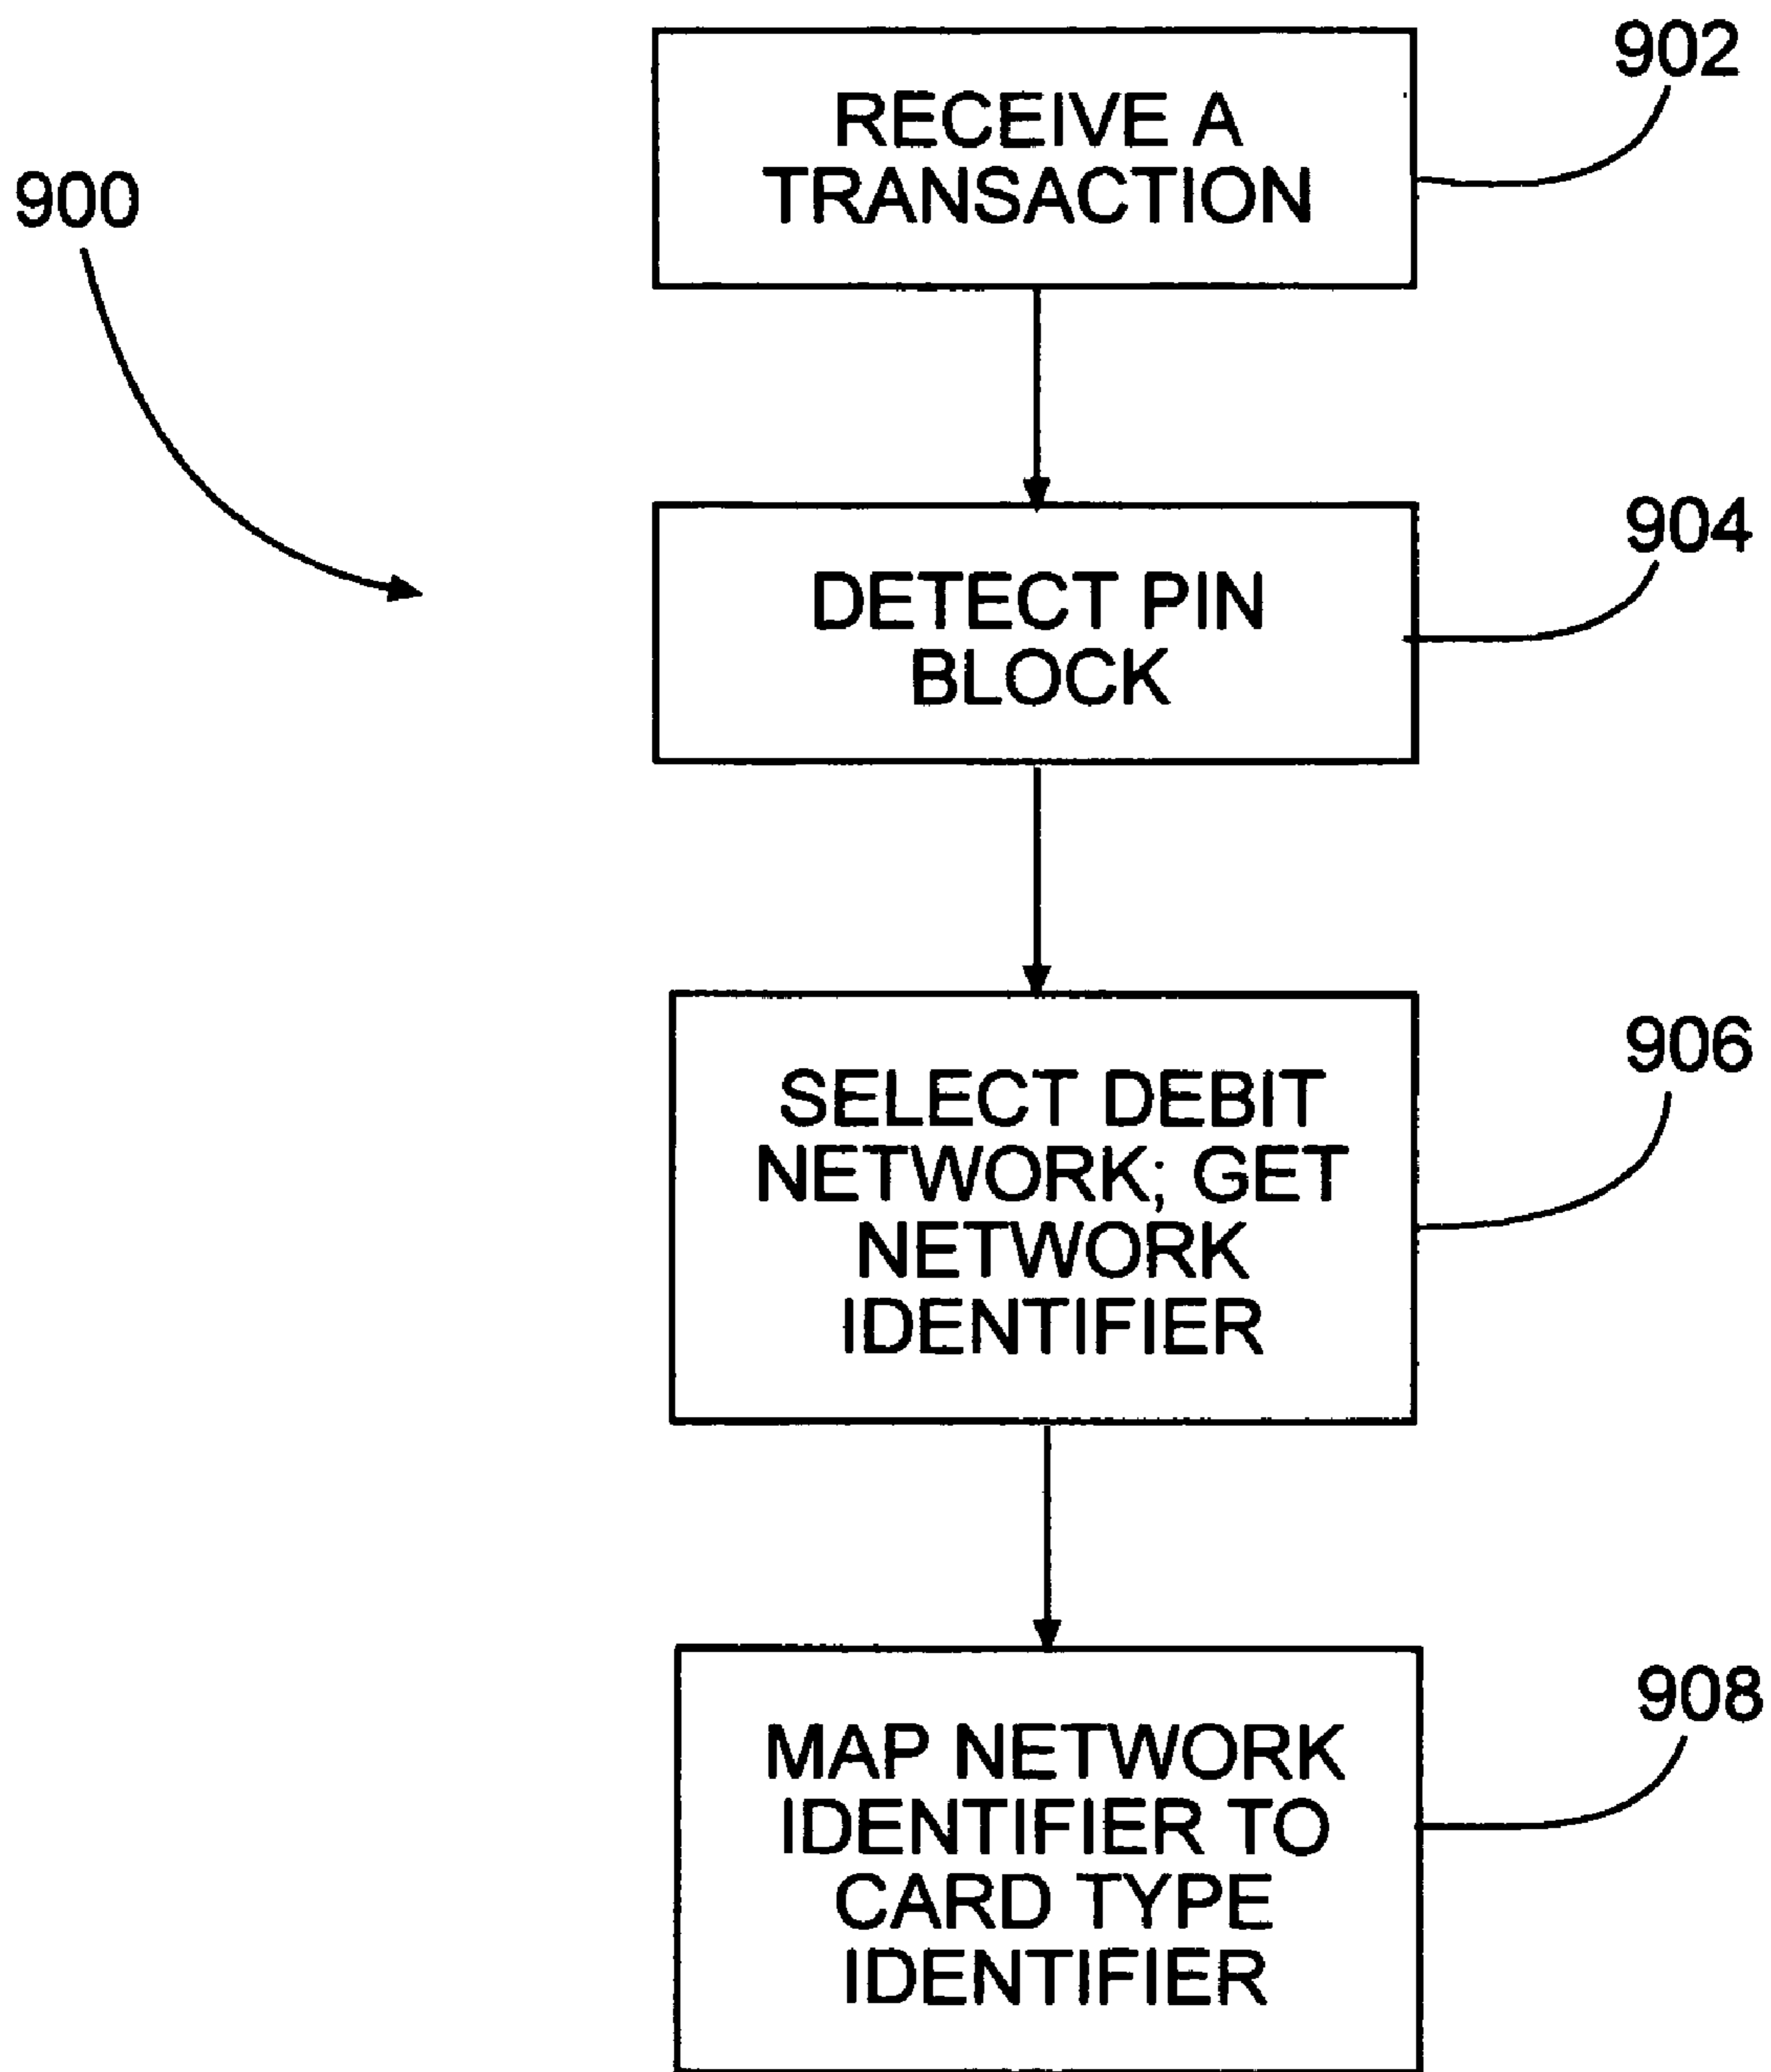 902
RECEIVE A
TRANSACTION
900
904
DETECT PIN
BLOCK
906
SELECT DEBIT
NETWORK; GET
NETWORK
IDENTIFIER
908
MAP NETWORK
IDENTIFIER TO
CARD TYPE
IDENTIFIER